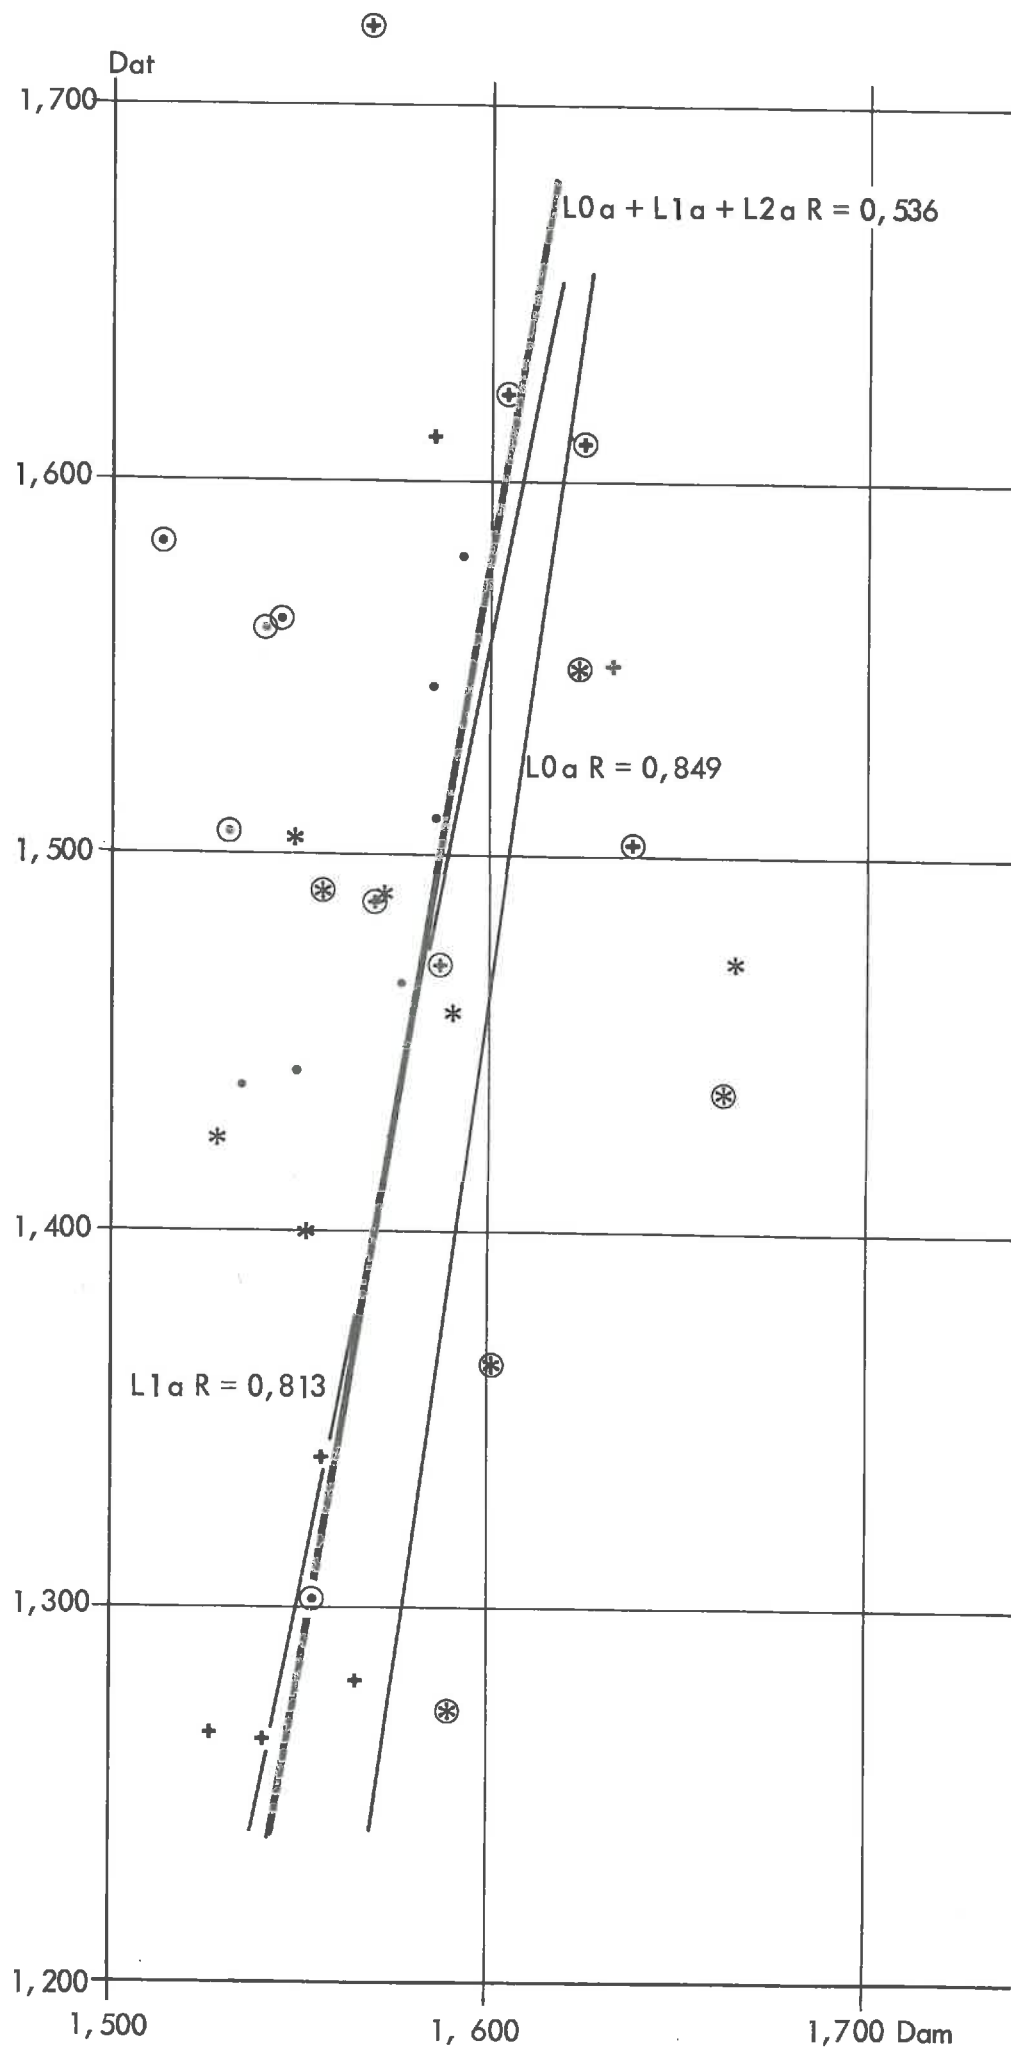 Dat
1,700
L0a + L1a + L2a R = 0,536
1,600
L0a R = 0,849
1,500
1,400
L1a R = 0,813
1,300
1,200
1,500 1,600 1,700 Dam